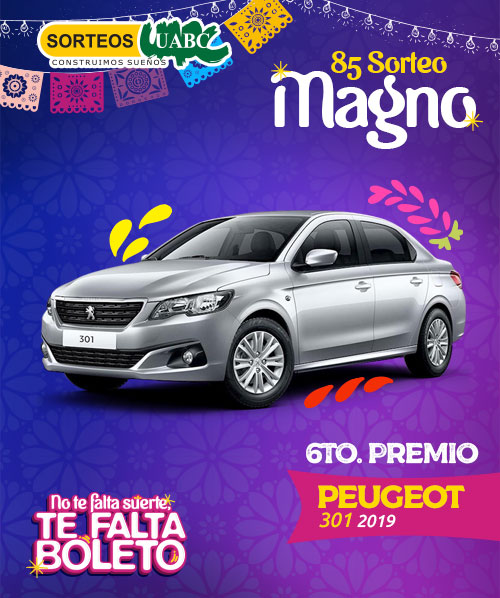 SORTEOS UABC
CONSTRUIMOS SUEÑOS
85 Sorteo
Magno
301
6TO. PREMIO
PEUGEOT
301 2019
No te falta suerte,
TE FALTA
BOLETO